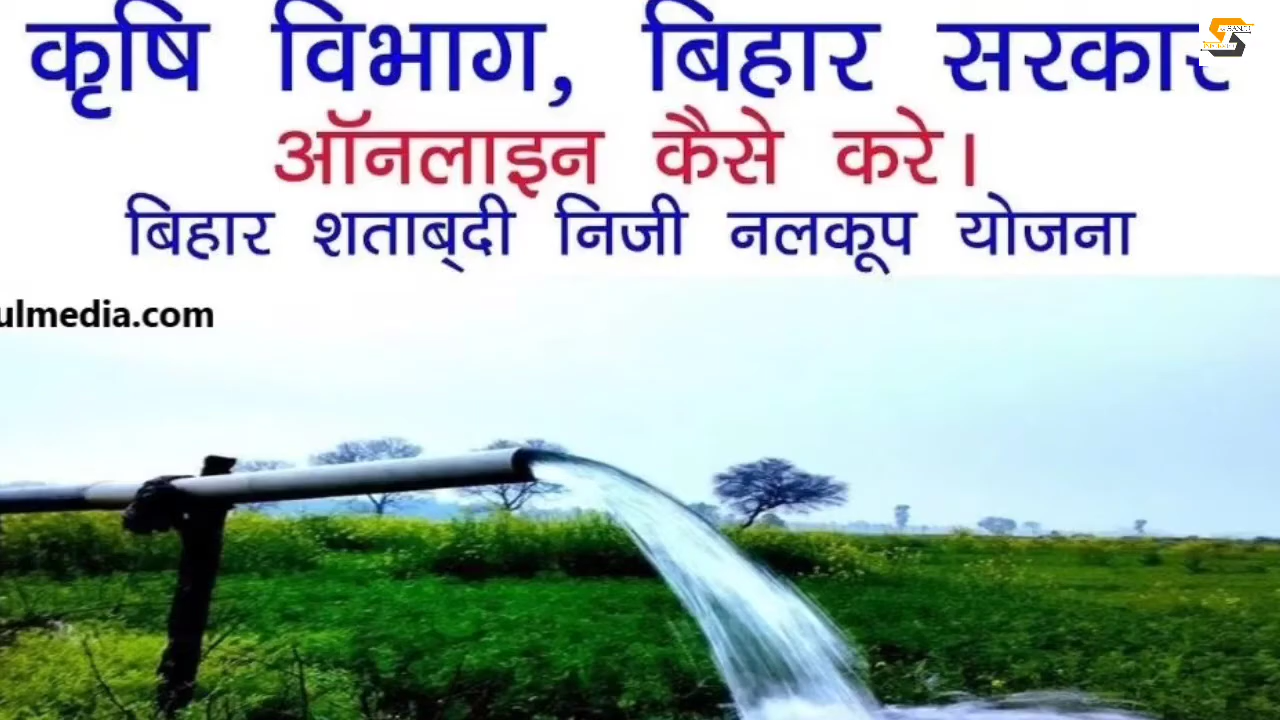 कृषि विभाग, बिहार सरकार
ऑनलाइन कैसे करे।
बिहार शताब्दी निजी नलकूप योजना
ulmedia.com